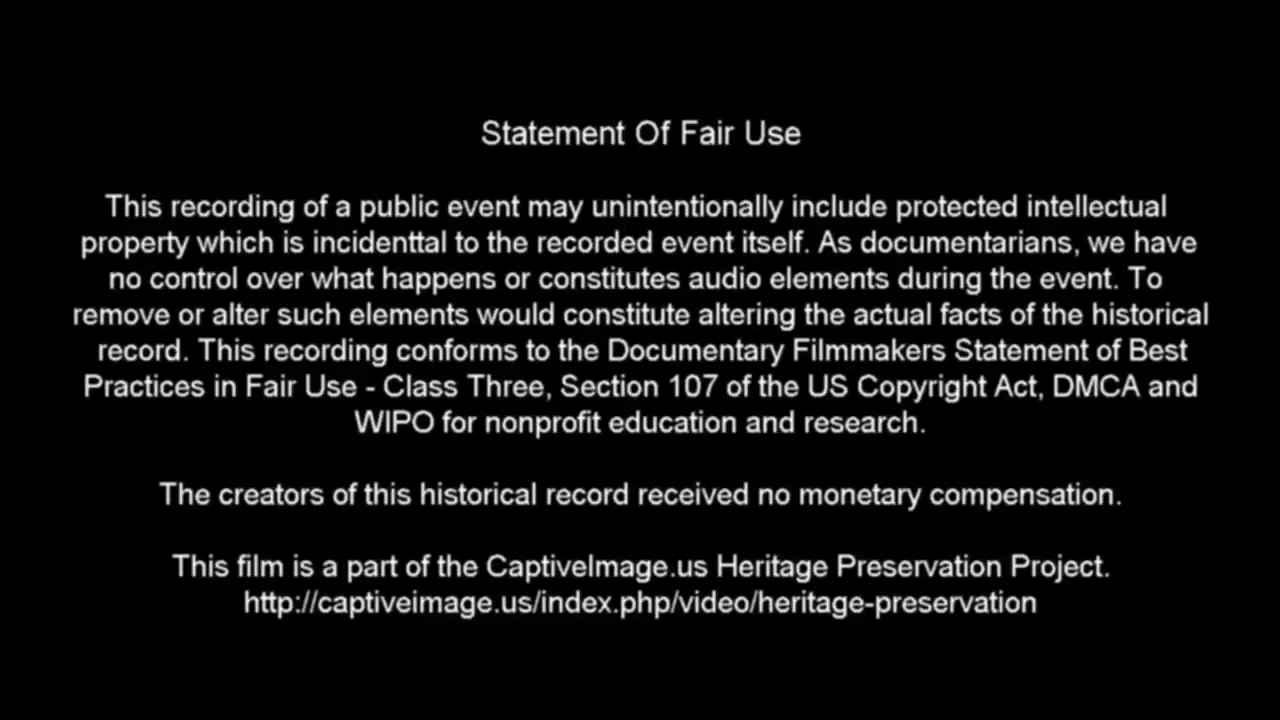 Statement Of Fair Use
This recording of a public event may unintentionally include protected intellectual
property which is incidenttal to the recorded event itself. As documentarians, we have
no control over what happens or constitutes audio elements during the event. To
remove or alter such elements would constitute altering the actual facts of the historical
record. This recording conforms to the Documentary Filmmakers Statement of Best
Practices in Fair Use - Class Three, Section 107 of the US Copyright Act, DMCA and
WIPO for nonprofit education and research.
The creators of this historical record received no monetary compensation.
This film is a part of the CaptiveImage.us Heritage Preservation Project.
http://captiveimage.us/index.php/video/heritage-preservation